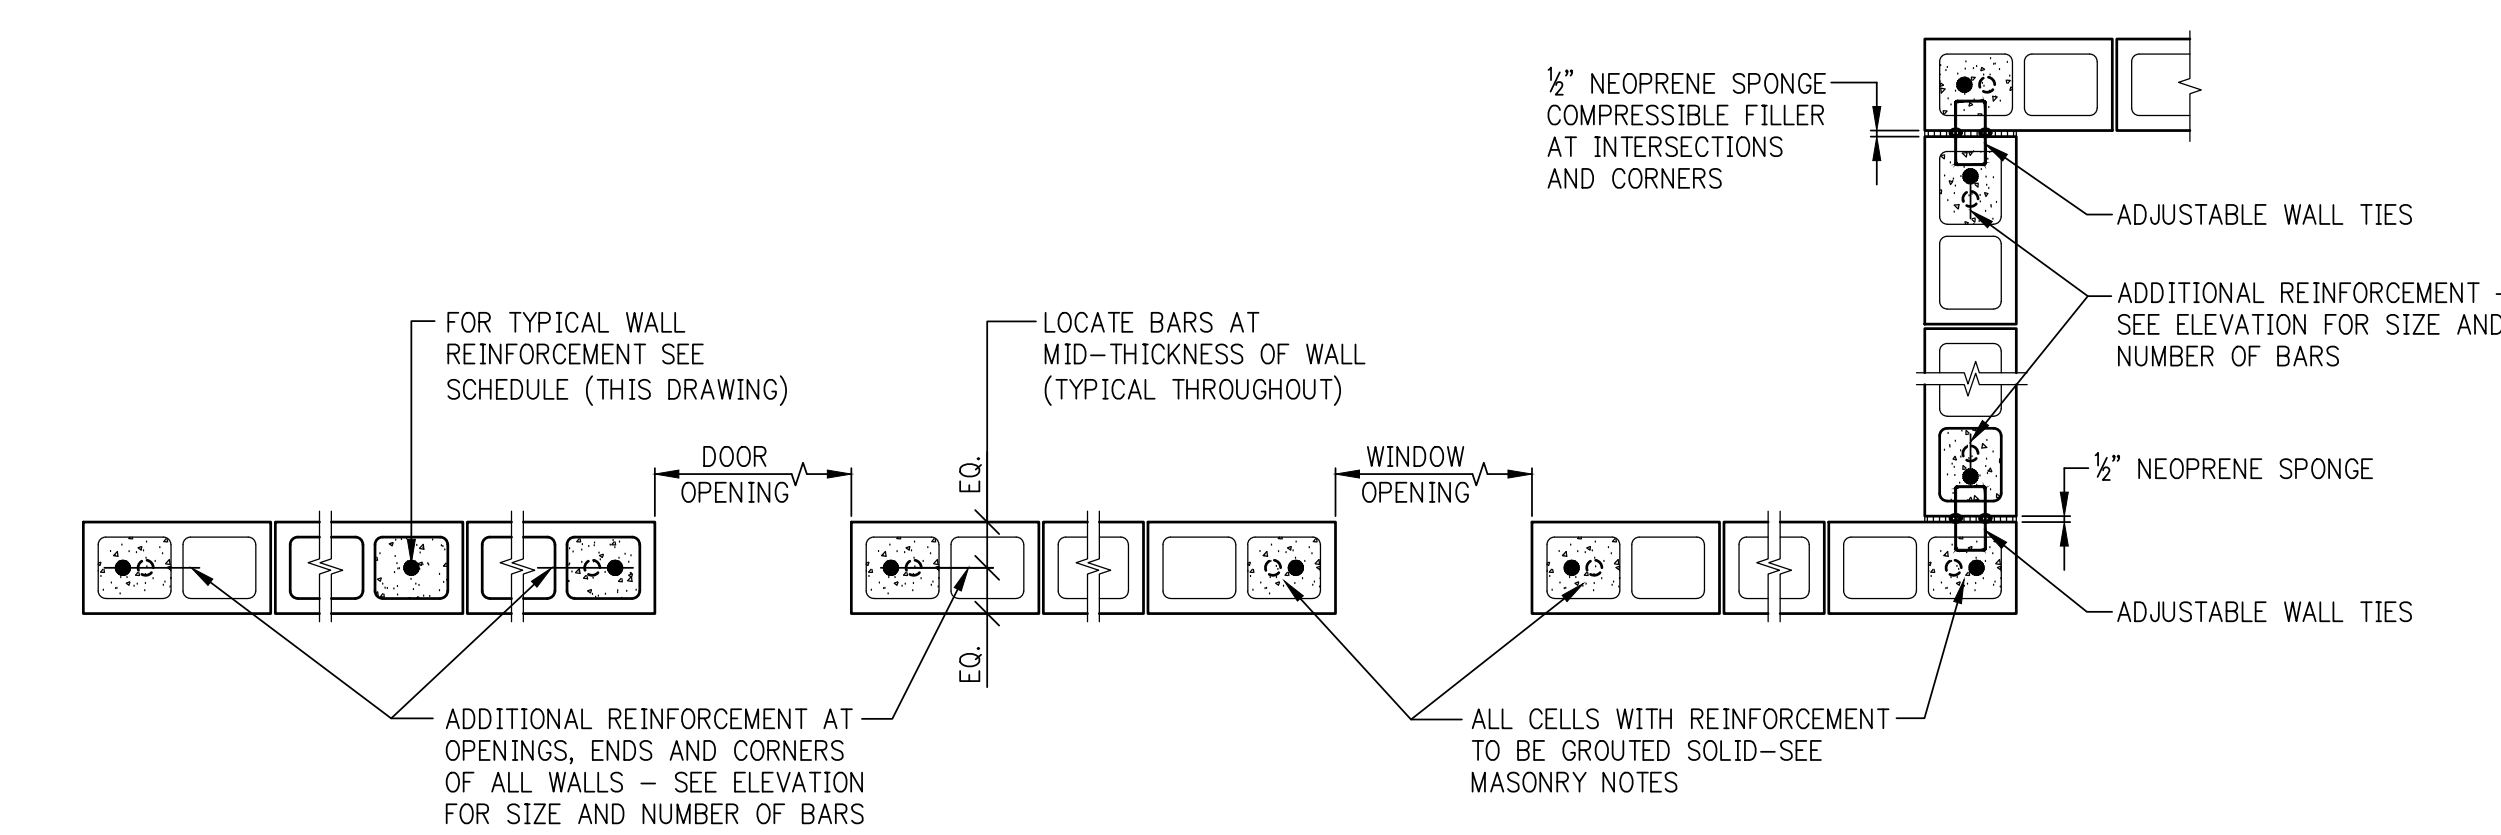 ½" NEOPRENE SPONGE
COMPRESSIBLE FILLER
AT INTERSECTIONS
AND CORNERS
ADJUSTABLE WALL TIES
ADDITIONAL REINFORCEMENT -
SEE ELEVATION FOR SIZE AND
NUMBER OF BARS
FOR TYPICAL WALL
REINFORCEMENT SEE
SCHEDULE (THIS DRAWING)
LOCATE BARS AT
MID-THICKNESS OF WALL
(TYPICAL THROUGHOUT)
DOOR
OPENING
EQ.
WINDOW
OPENING
½" NEOPRENE SPONGE
ADJUSTABLE WALL TIES
EQ.
ADDITIONAL REINFORCEMENT AT
OPENINGS, ENDS AND CORNERS
OF ALL WALLS - SEE ELEVATION
FOR SIZE AND NUMBER OF BARS
ALL CELLS WITH REINFORCEMENT
TO BE GROUTED SOLID-SEE
MASONRY NOTES